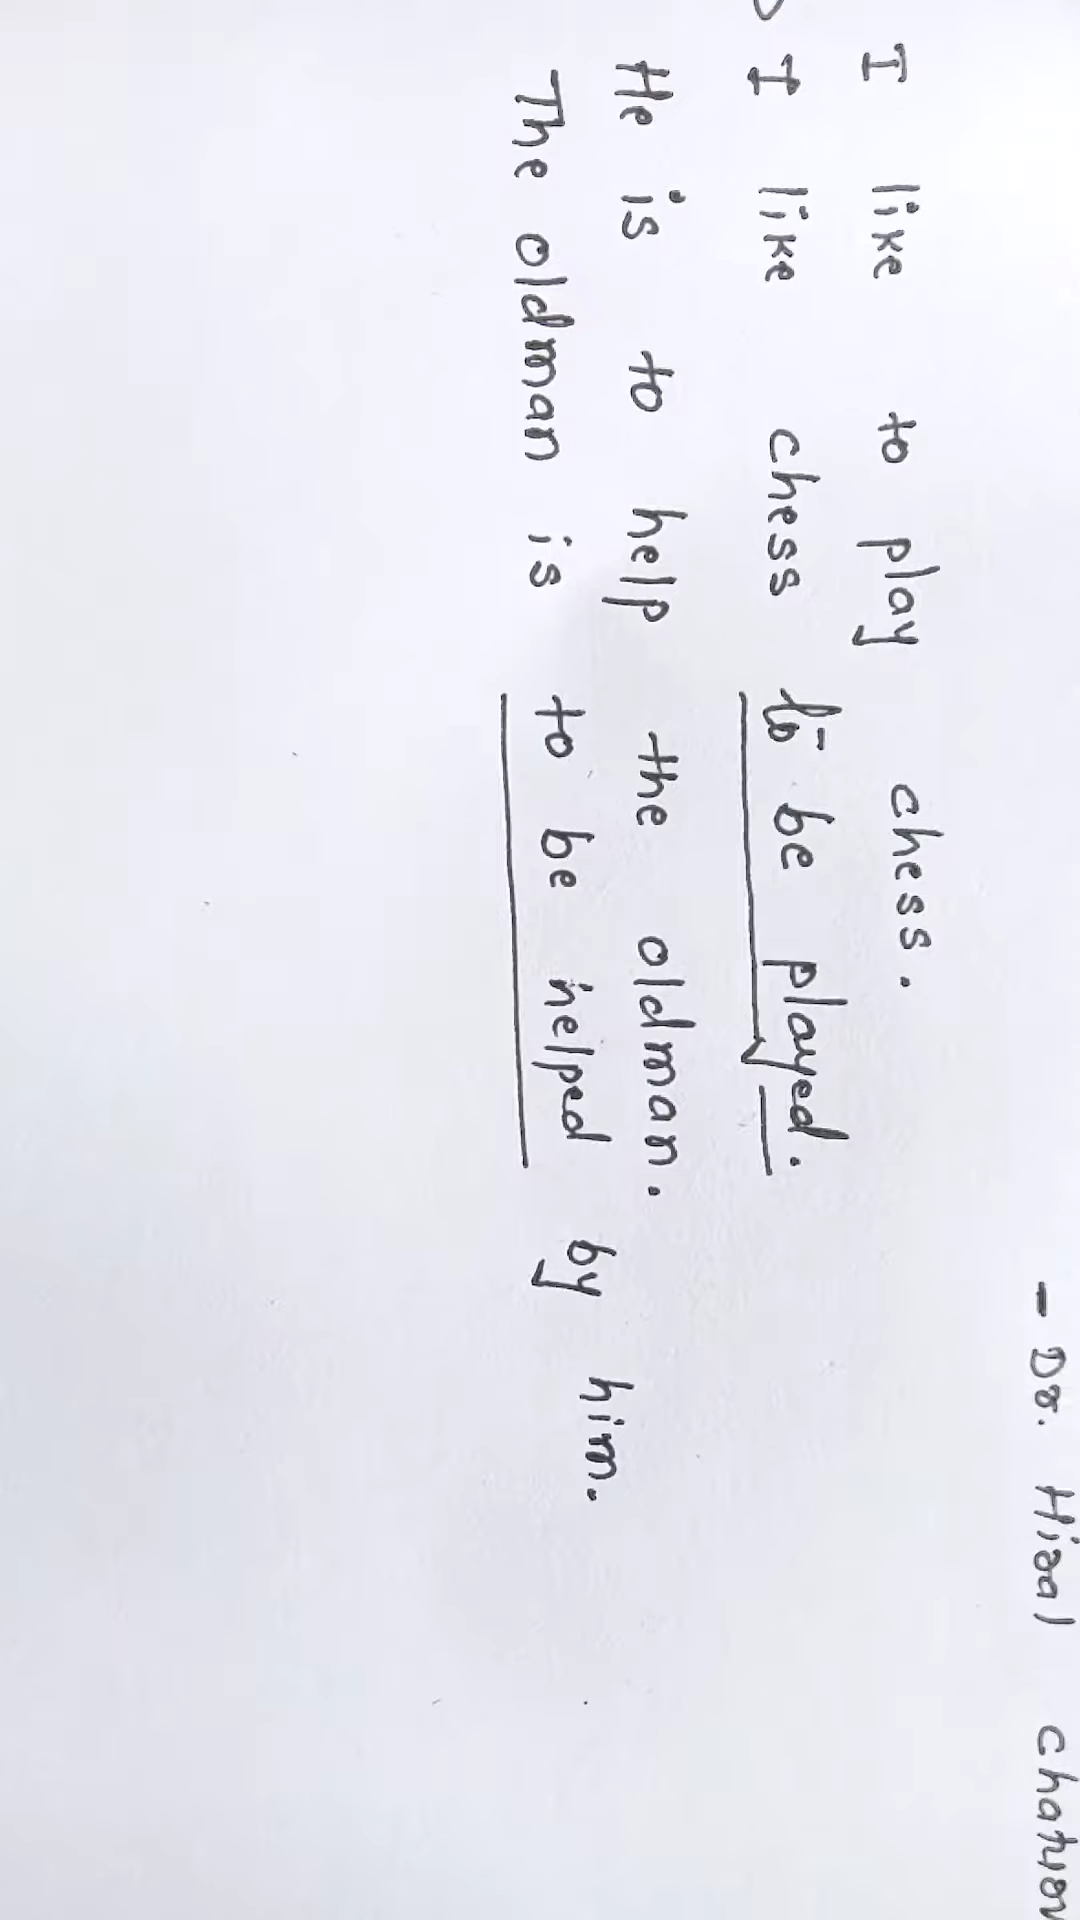 - Dr. Hiral
I like to play chess.
I like chess to be played.
He is to help the oldman.
The oldman is to be helped by him.